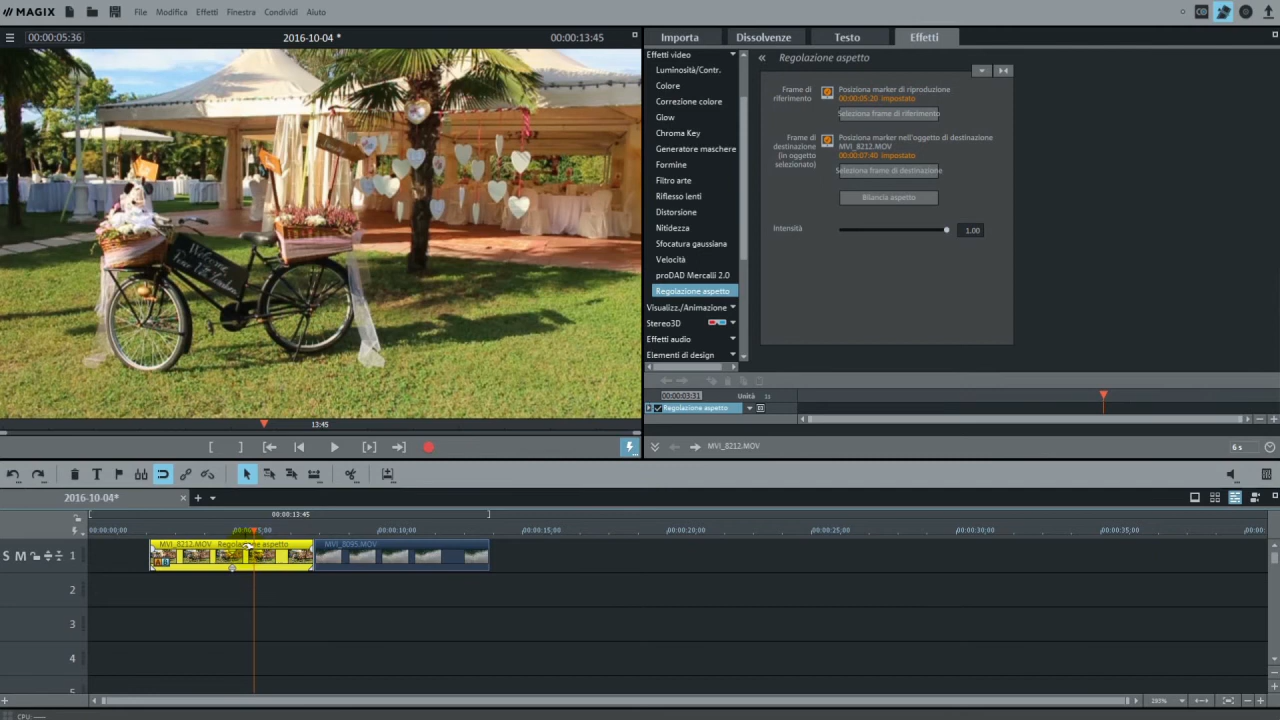 MAGIX
File Modifica Effetti Finestra Condividi Aiuto
00:00:05:36
2016-10-04 *
00:00:13:45
Importa Dissolvenze Testo Effetti
Effetti video
Luminosità/Contr.
Colore
Correzione colore
Glow
Chroma Key
Generatore maschere
Formine
Filtro arte
Riflesso lenti
Distorsione
Nitidezza
Sfocatura gaussiana
Velocità
proDAD Mercalli 2.0
Regolazione aspetto
Visualizz./Animazione
Stereo3D
Effetti audio
Elementi di design
Regolazione aspetto
Frame di riferimento
Posiziona marker di riproduzione
00:00:05:20 impostato
Seleziona frame di riferimento
Frame di destinazione (in oggetto selezionato)
Posiziona marker nell'oggetto di destinazione
MVI_8212.MOV
00:00:07:40 impostato
Seleziona frame di destinazione
Bilancia aspetto
Intensità
1.00
00:00:03:31
Unità 1s
Regolazione aspetto
MVI_8212.MOV
6 s
Welcome
13:45
2016-10-04*
00:00:13:45
00:00:00:00
00:00:10:00
00:00:15:00
00:00:20:00
00:00:25:00
00:00:30:00
00:00:35:00
S M 1
MVI_8212.MOV Regolazione aspetto
MVI_8095.MOV
2
3
4
5
285%
CPU: —